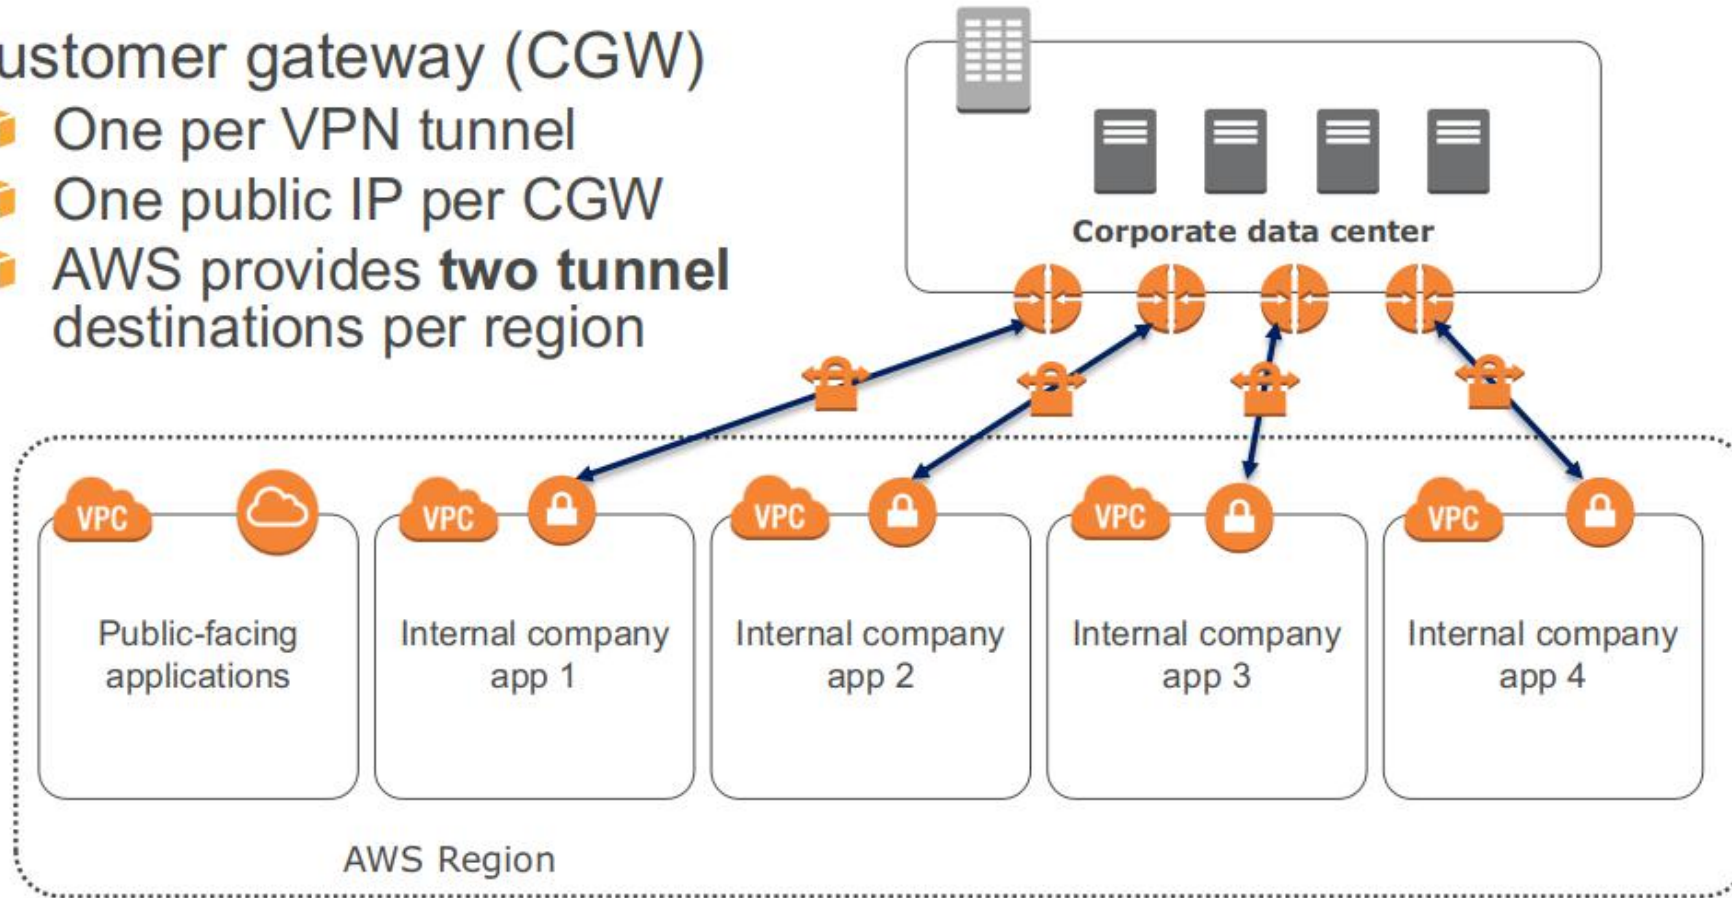 ustomer gateway (CGW)
One per VPN tunnel
One public IP per CGW
AWS provides two tunnel
destinations per region
Corporate data center
VPC
VPC
VPC
VPC
VPC
Public-facing
applications
Internal company
app 1
Internal company
app 2
Internal company
app 3
Internal company
app 4
AWS Region